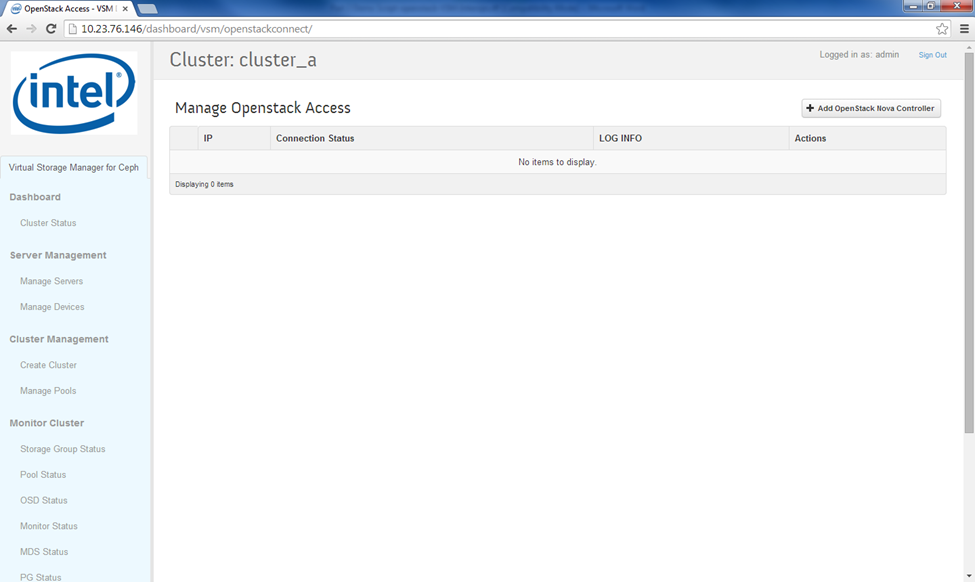 OpenStack Access - VSM
10.23.76.146/dashboard/vsm/openstackconnect/
intel®
Cluster: cluster_a
Logged in as: admin
Sign Out
Virtual Storage Manager for Ceph
Dashboard
Cluster Status
Server Management
Manage Servers
Manage Devices
Cluster Management
Create Cluster
Manage Pools
Monitor Cluster
Storage Group Status
Pool Status
OSD Status
Monitor Status
MDS Status
PG Status
Manage Openstack Access
+ Add OpenStack Nova Controller
IP Connection Status LOG INFO Actions
No items to display.
Displaying 0 items